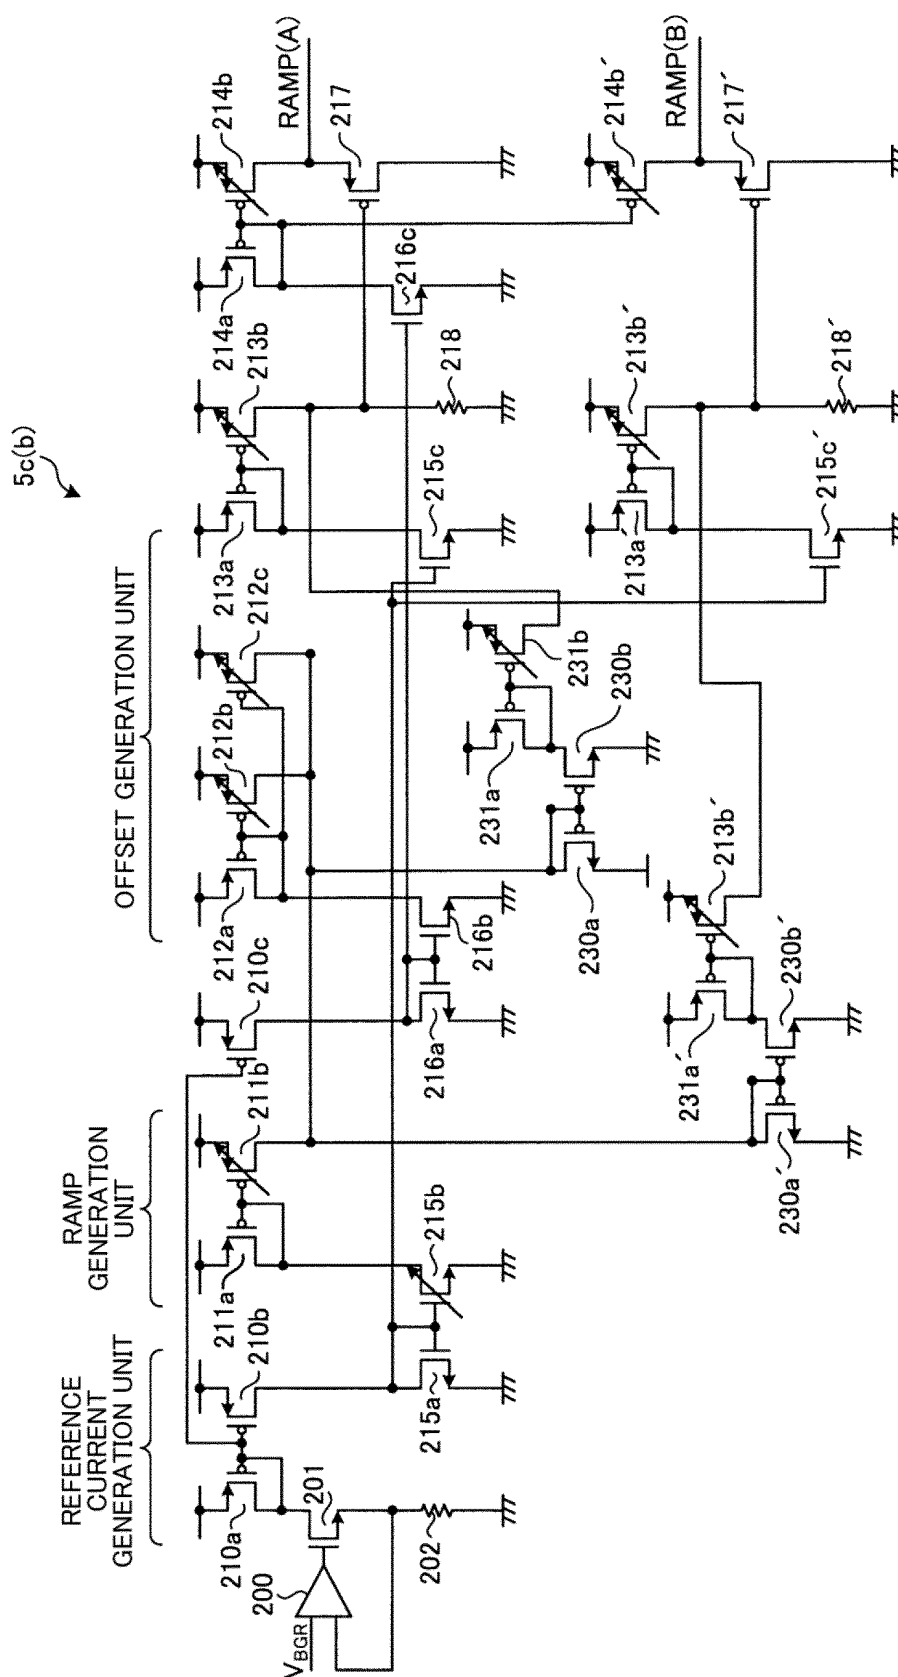 5c(b)
REFERENCE
CURRENT
GENERATION UNIT
RAMP
GENERATION
UNIT
OFFSET GENERATION UNIT
210a
210b
211a
211b
210c
212a
212b
212c
213a
213b
214a
214b
RAMP(A)
217
V_BGR
200
201
202
215a
215b
216a
216b
215c
216c
218
231a
231b
230a
230b
213a´
213b´
214b´
RAMP(B)
217´
215c´
218´
231a´
213b´
230a´
230b´